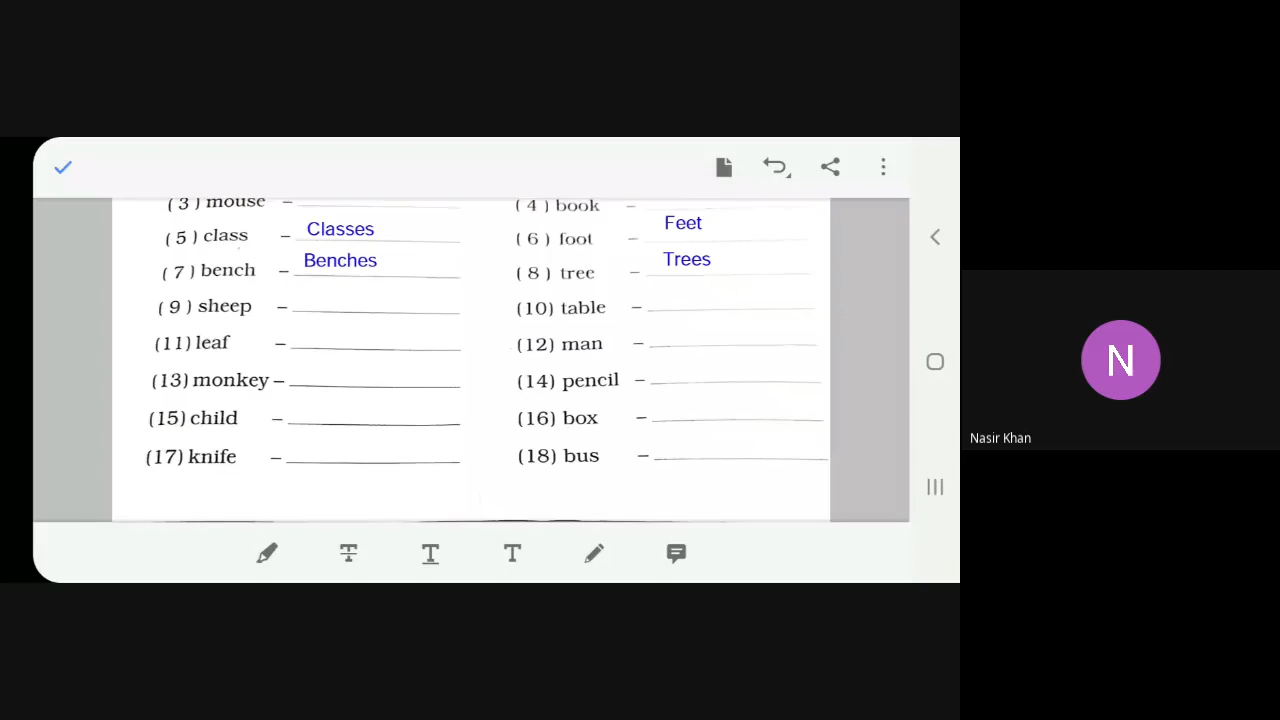 ( 3 ) mouse –
( 4 ) book –
( 5 ) class – Classes
( 6 ) foot – Feet
( 7 ) bench – Benches
( 8 ) tree – Trees
( 9 ) sheep –
(10) table –
(11) leaf –
(12) man –
(13) monkey –
(14) pencil –
(15) child –
(16) box –
(17) knife –
(18) bus –
N
Nasir Khan